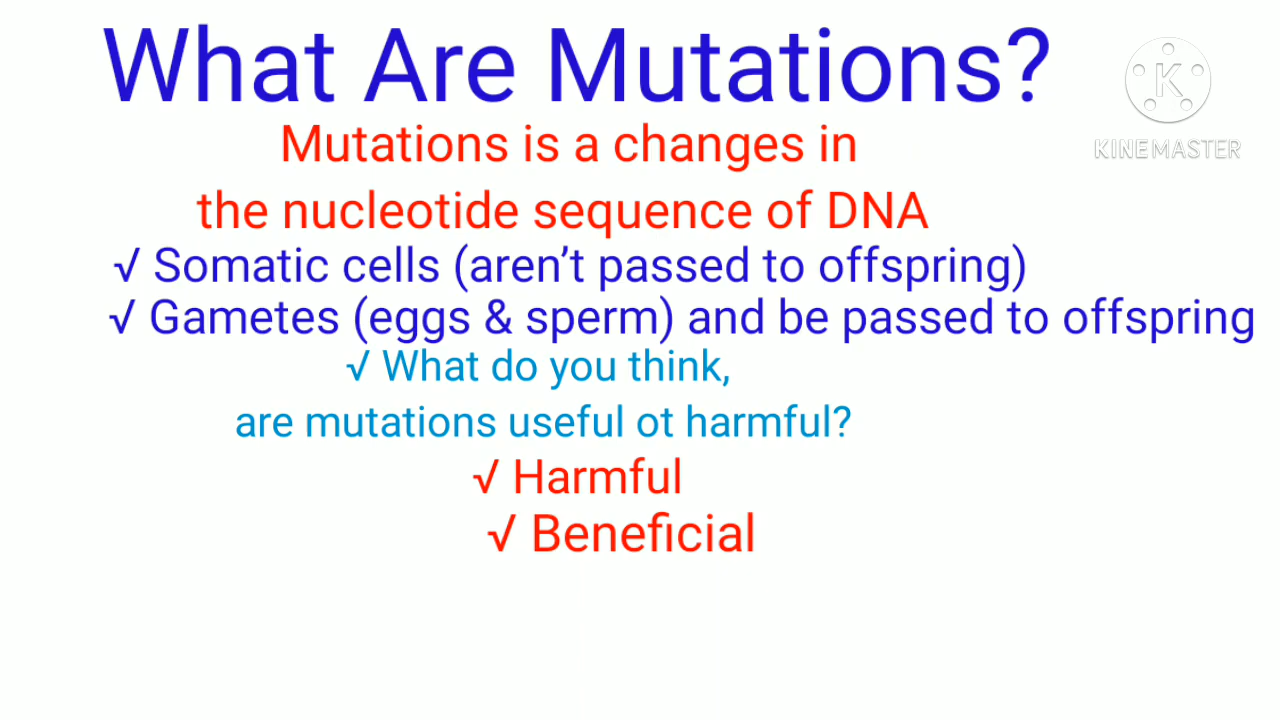 What Are Mutations?
K
KINEMASTER
Mutations is a changes in
the nucleotide sequence of DNA
√ Somatic cells (aren’t passed to offspring)
√ Gametes (eggs & sperm) and be passed to offspring
√ What do you think,
are mutations useful ot harmful?
√ Harmful
√ Beneficial